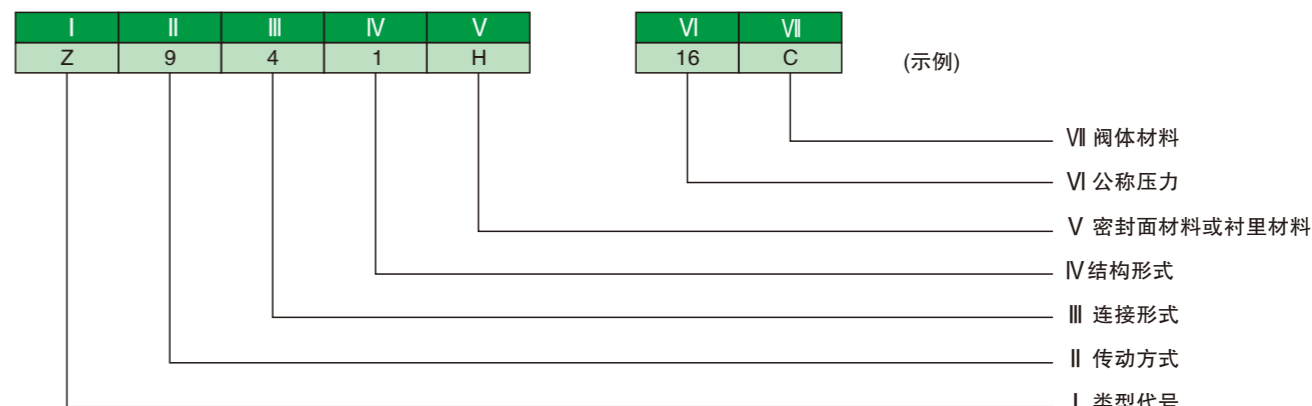 Ⅰ Ⅱ Ⅲ Ⅳ Ⅴ Ⅵ Ⅶ
Z 9 4 1 H 16 C (示例)
Ⅶ 阀体材料
Ⅵ 公称压力
Ⅴ 密封面材料或衬里材料
Ⅳ 结构形式
Ⅲ 连接形式
Ⅱ 传动方式
Ⅰ 类型代号